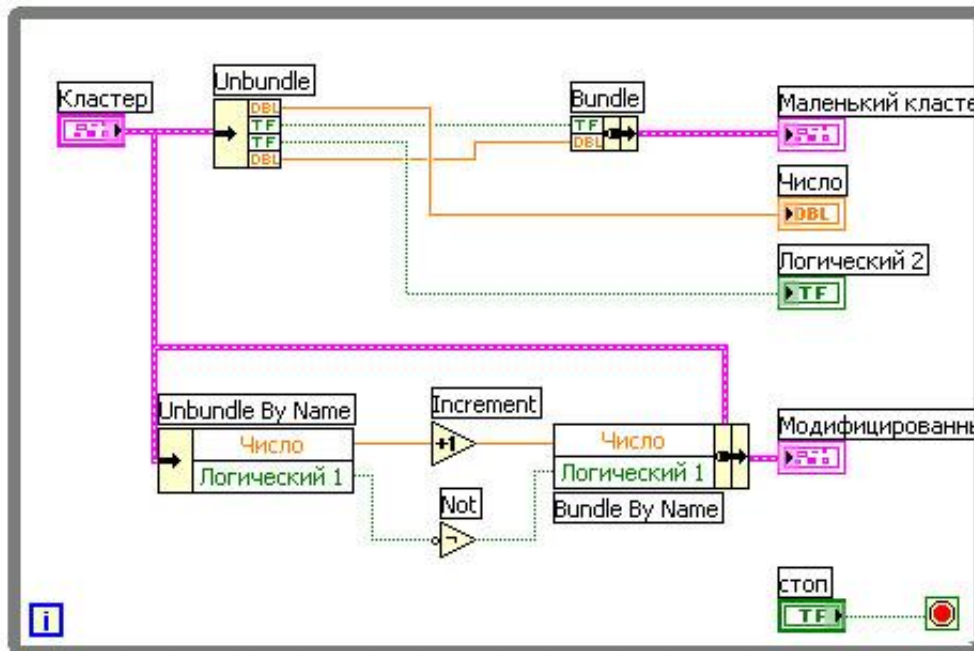 Unbundle
Кластер
DBL
TF
TF
DBL
Bundle
TF
DBL
Маленький класте
Число
DBL
Логический 2
TF
Unbundle By Name
Число
Логический 1
Increment
+1
Not
Число
Логический 1
Bundle By Name
Модифицированны
стоп
TF
i